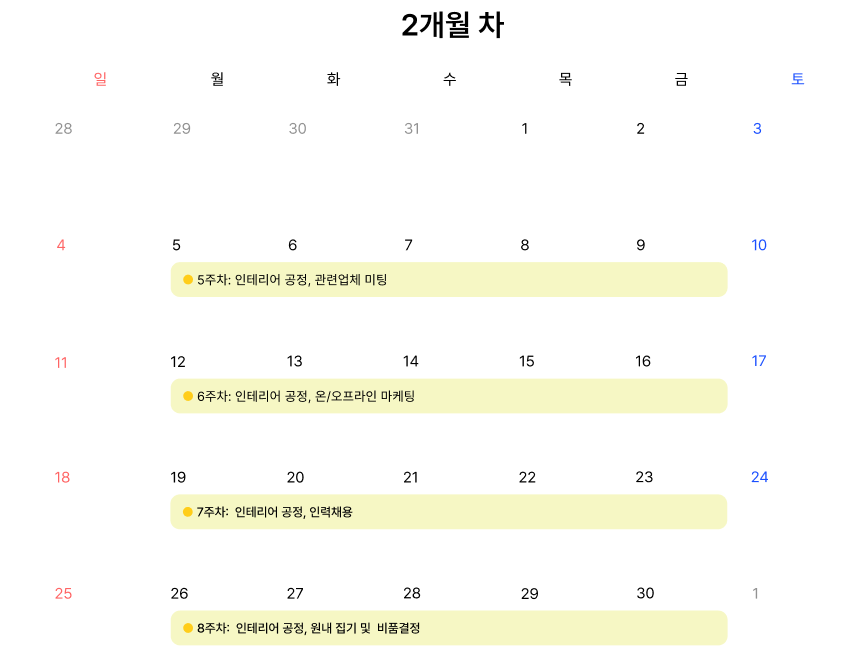 2개월 차
일 월 화 수 목 금 토
28 29 30 31 1 2 3
4 5 6 7 8 9 10
5주차: 인테리어 공정, 관련업체 미팅
11 12 13 14 15 16 17
6주차: 인테리어 공정, 온/오프라인 마케팅
18 19 20 21 22 23 24
7주차: 인테리어 공정, 인력채용
25 26 27 28 29 30 1
8주차: 인테리어 공정, 원내 집기 및 비품결정